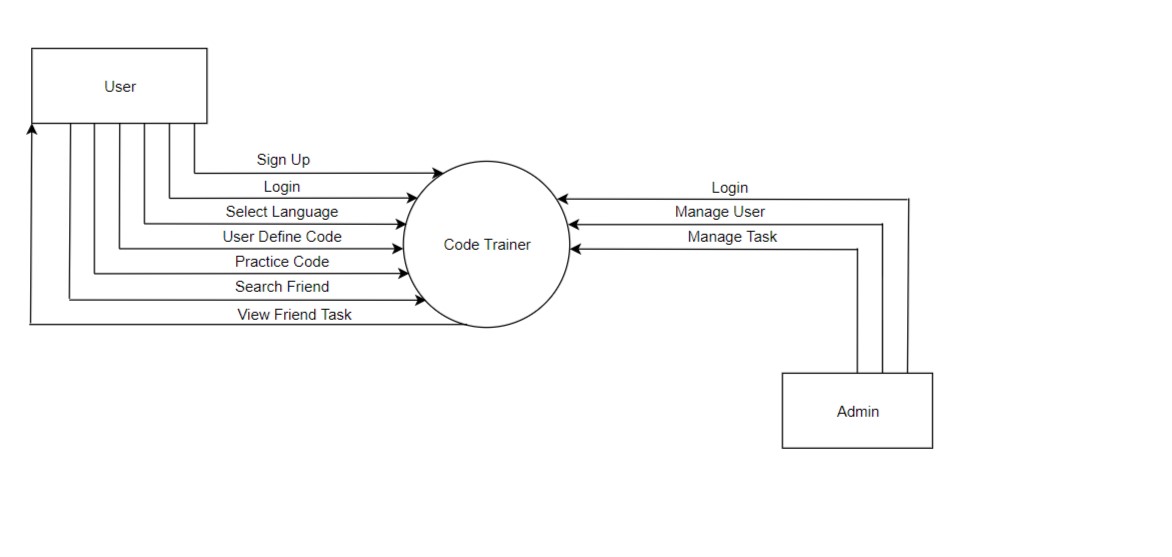 User
Sign Up
Login
Select Language
User Define Code
Practice Code
Search Friend
View Friend Task
Code Trainer
Login
Manage User
Manage Task
Admin